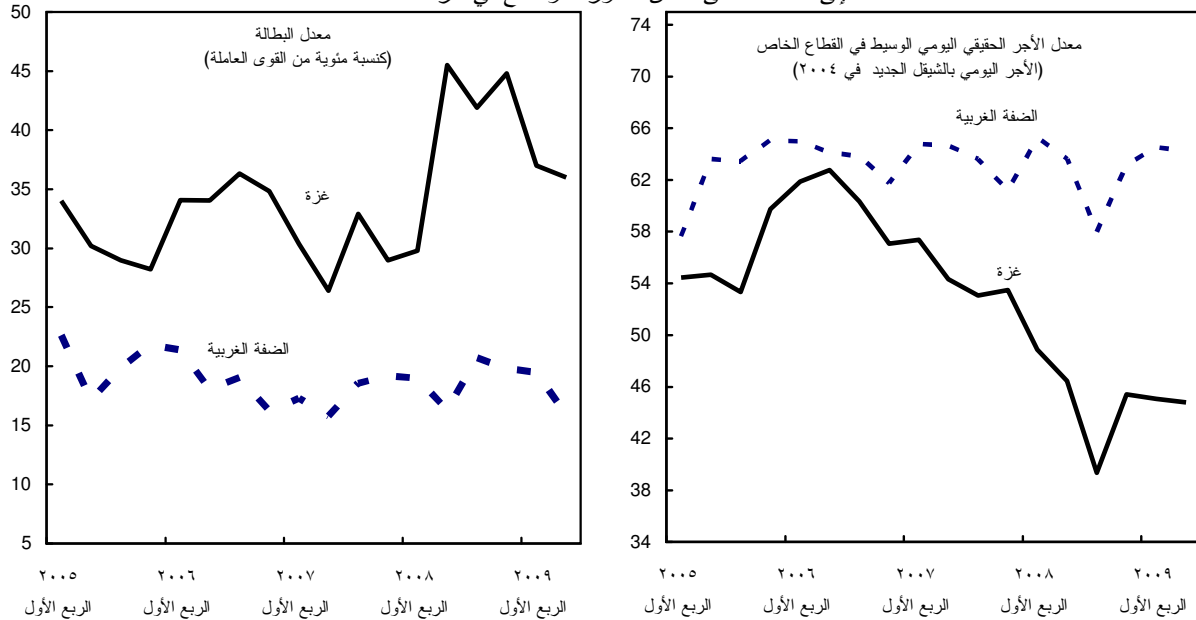 معدل البطالة
(كنسبة مئوية من القوى العاملة)
50
45
40
35
30
25
20
15
10
5
غزة
الضفة الغربية
٢٠٠٥
٢٠٠٦
٢٠٠٧
٢٠٠٨
٢٠٠٩
الربع الأول
الربع الأول
الربع الأول
الربع الأول
الربع الأول
معدل الأجر الحقيقي اليومي الوسيط في القطاع الخاص
(الأجر اليومي بالشيقل الجديد في ٢٠٠٤)
74
70
66
62
58
54
50
46
42
38
34
الضفة الغربية
غزة
٢٠٠٥
٢٠٠٦
٢٠٠٧
٢٠٠٨
٢٠٠٩
الربع الأول
الربع الأول
الربع الأول
الربع الأول
الربع الأول